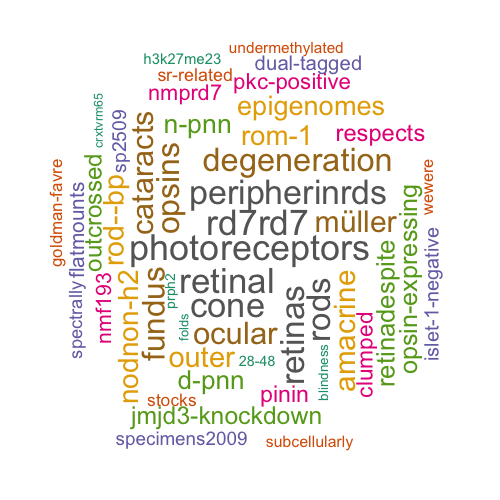 undermethylated
h3k27me23
dual-tagged
sr-related
pkc-positive
nmprd7
epigenomes
crxtvrm65
sp2509
n-pnn
rom-1
respects
cataracts
opsins
degeneration
goldman-favre
outcrossed
rod--bp
peripherinrds
wewere
rd7rd7
müller
flatmounts
photoreceptors
spectrally
nmf193
nodnon-h2
fundus
prph2
retinal
cone
retinas
rods
amacrine
clumped
retinadespite
opsin-expressing
islet-1-negative
folds
ocular
outer
28-48
blindness
d-pnn
pinin
stocks
jmjd3-knockdown
specimens2009
subcellularly